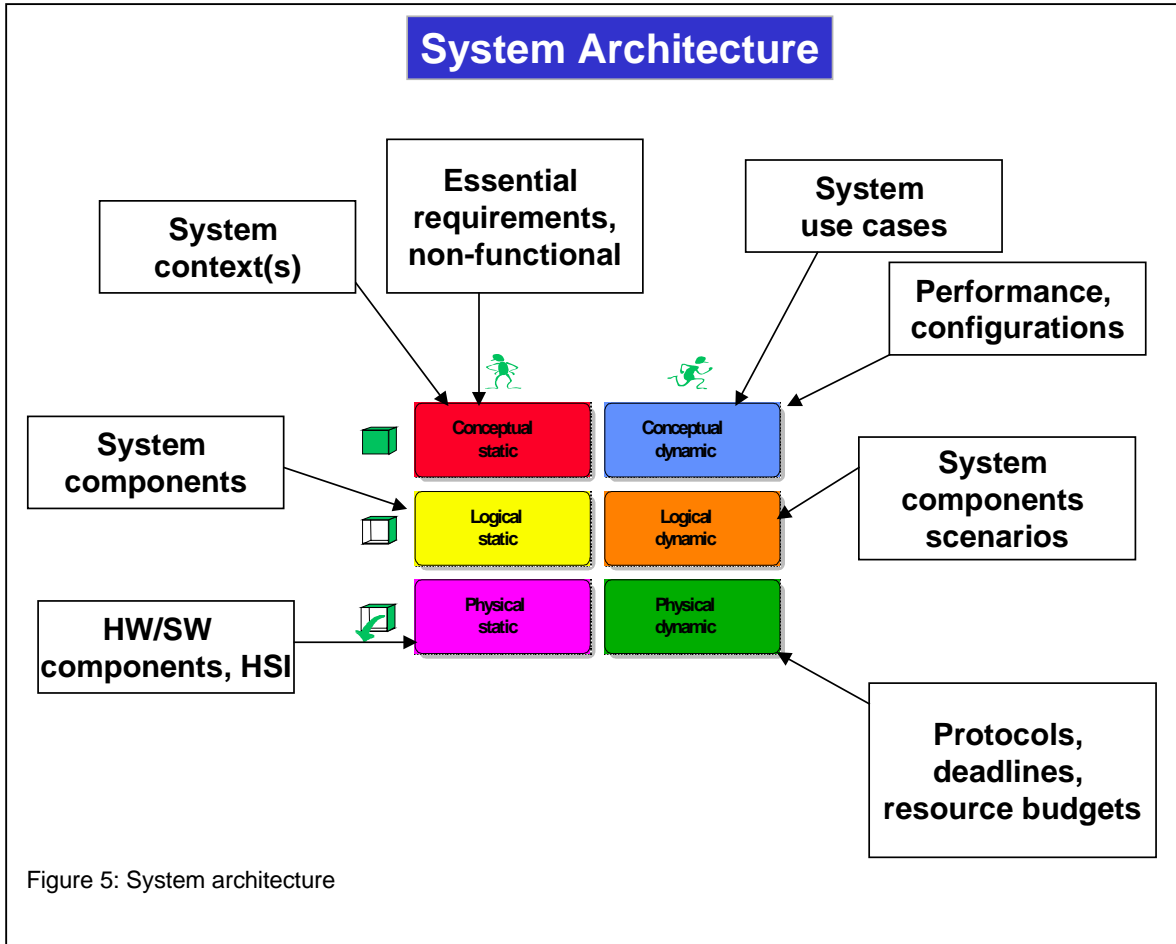 System Architecture
Essential
requirements,
non-functional
System
use cases
System
context(s)
Performance,
configurations
Conceptual
static
Conceptual
dynamic
System
components
Logical
static
Logical
dynamic
System
components
scenarios
Physical
static
Physical
dynamic
HW/SW
components, HSI
Protocols,
deadlines,
resource budgets
Figure 5: System architecture